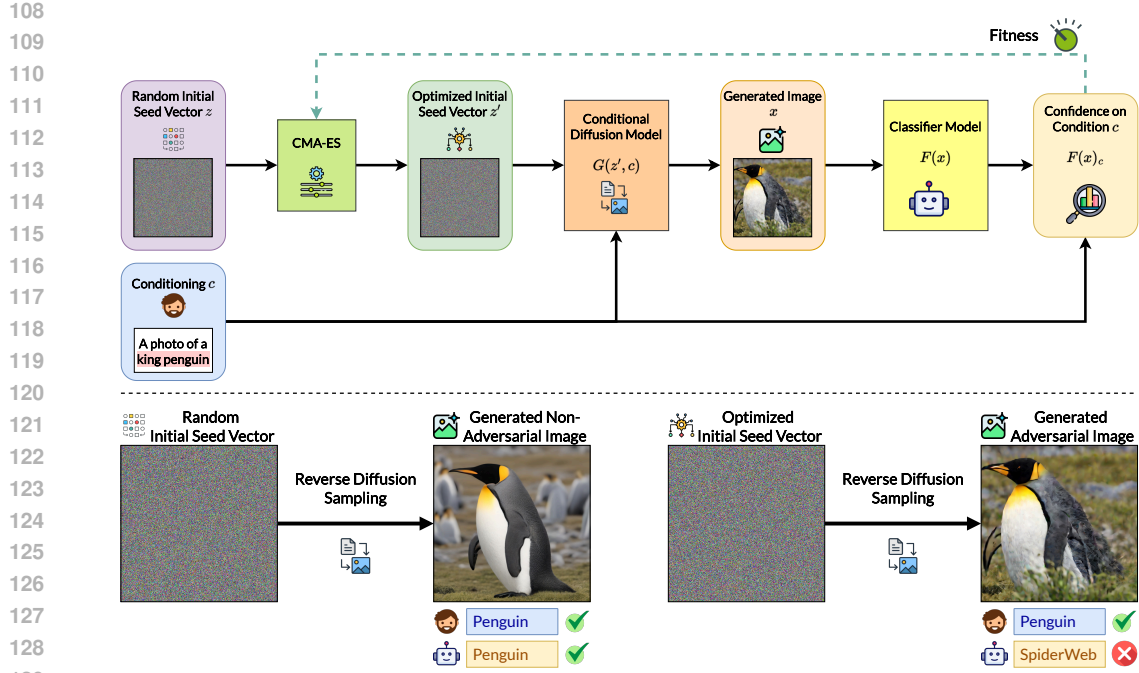 108
109
110
111
112
113
114
115
116
117
118
119
120
121
122
123
124
125
126
127
128
Fitness
Random Initial
Seed Vector z
CMA-ES
Optimized Initial
Seed Vector z′
Conditional
Diffusion Model
G(z′, c)
Generated Image
x
Classifier Model
F(x)
Confidence on
Condition c
F(x)c
Conditioning c
A photo of a
king penguin
Random
Initial Seed Vector
Reverse Diffusion
Sampling
Generated Non-
Adversarial Image
Penguin
Penguin
Optimized
Initial Seed Vector
Reverse Diffusion
Sampling
Generated
Adversarial Image
Penguin
SpiderWeb